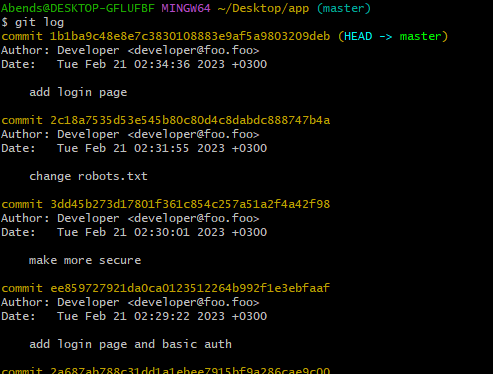 Abends@DESKTOP-GFLUFBF MINGW64 ~/Desktop/app (master)
$ git log
commit 1b1ba9c48e8e7c3830108883e9af5a9803209deb (HEAD -> master)
Author: Developer <developer@foo.foo>
Date:   Tue Feb 21 02:34:36 2023 +0300
add login page
commit 2c18a7535d53e545b80c80d4c8dabdc888747b4a
Author: Developer <developer@foo.foo>
Date:   Tue Feb 21 02:31:55 2023 +0300
change robots.txt
commit 3dd45b273d17801f361c854c257a51a2f4a42f98
Author: Developer <developer@foo.foo>
Date:   Tue Feb 21 02:30:01 2023 +0300
make more secure
commit ee859727921da0ca0123512264b992f1e3ebfaaf
Author: Developer <developer@foo.foo>
Date:   Tue Feb 21 02:29:22 2023 +0300
add login page and basic auth
commit